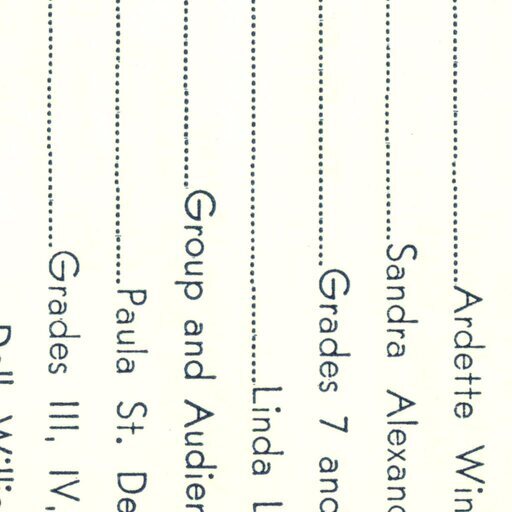 ........Ardette Win
........Sandra Alexand
........Grades 7 and
........Linda L
........Group and Audien
........Paula St. De
........Grades III, IV,